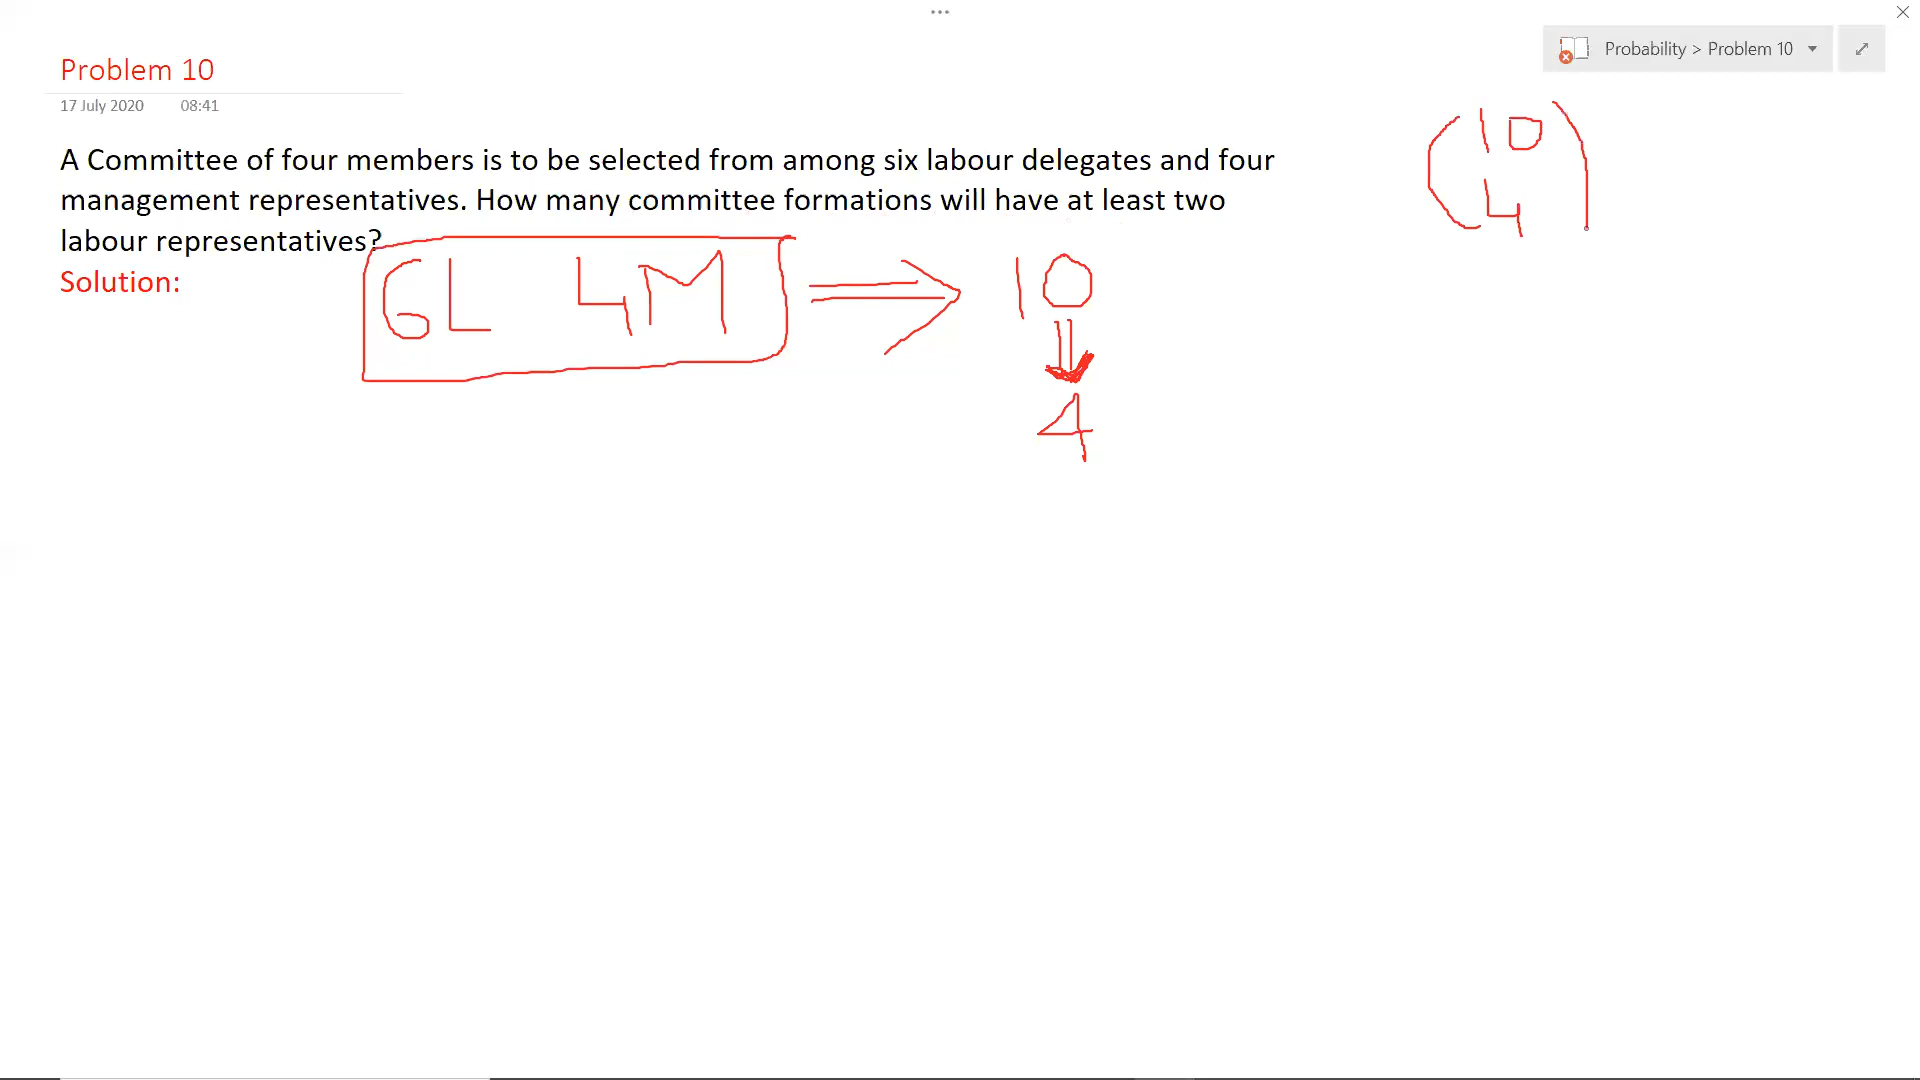 Probability > Problem 10
Problem 10
17 July 2020 08:41
A Committee of four members is to be selected from among six labour delegates and four
management representatives. How many committee formations will have at least two
labour representatives?
Solution:
6L 4M 10
4
(10
4)